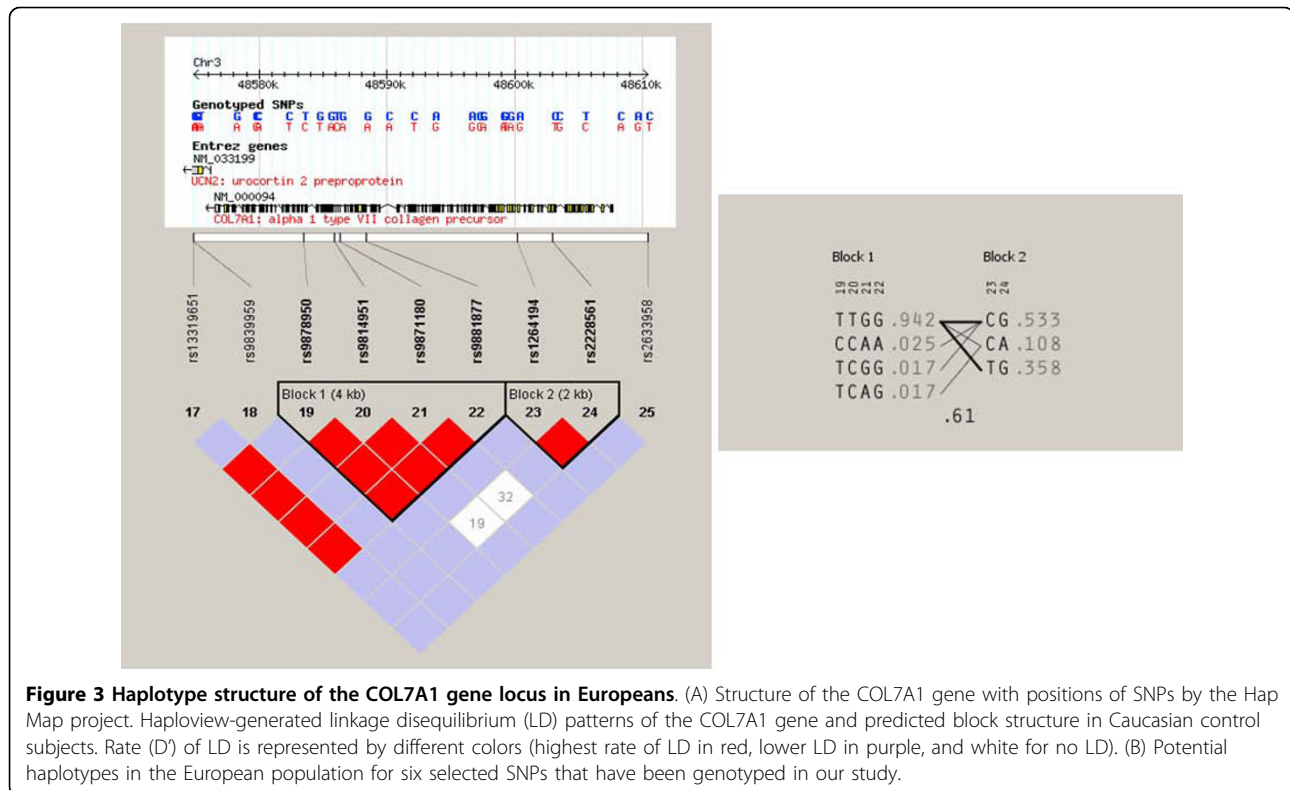 Chr3
48580k 48590k 48600k 48610k
Genotyped SNPs
Entrez genes
NM_033199
UCN2: urocortin 2 preproprotein
NM_000094
COL7A1: alpha 1 type VII collagen precursor
rs13319651 rs9839959 rs9878950 rs9814951 rs9871180 rs9881877 rs1264194 rs2228561 rs2633958
Block 1 (4 kb) Block 2 (2 kb)
17 18 19 20 21 22 23 24 25
32
19
Block 1 Block 2
19 20 21 22 23 24
TTGG .942 CG .533
CCAA .025 CA .108
TCGG .017 TG .358
TCAG .017
.61
Figure 3 Haplotype structure of the COL7A1 gene locus in Europeans. (A) Structure of the COL7A1 gene with positions of SNPs by the Hap
Map project. Haploview-generated linkage disequilibrium (LD) patterns of the COL7A1 gene and predicted block structure in Caucasian control
subjects. Rate (D') of LD is represented by different colors (highest rate of LD in red, lower LD in purple, and white for no LD). (B) Potential
haplotypes in the European population for six selected SNPs that have been genotyped in our study.